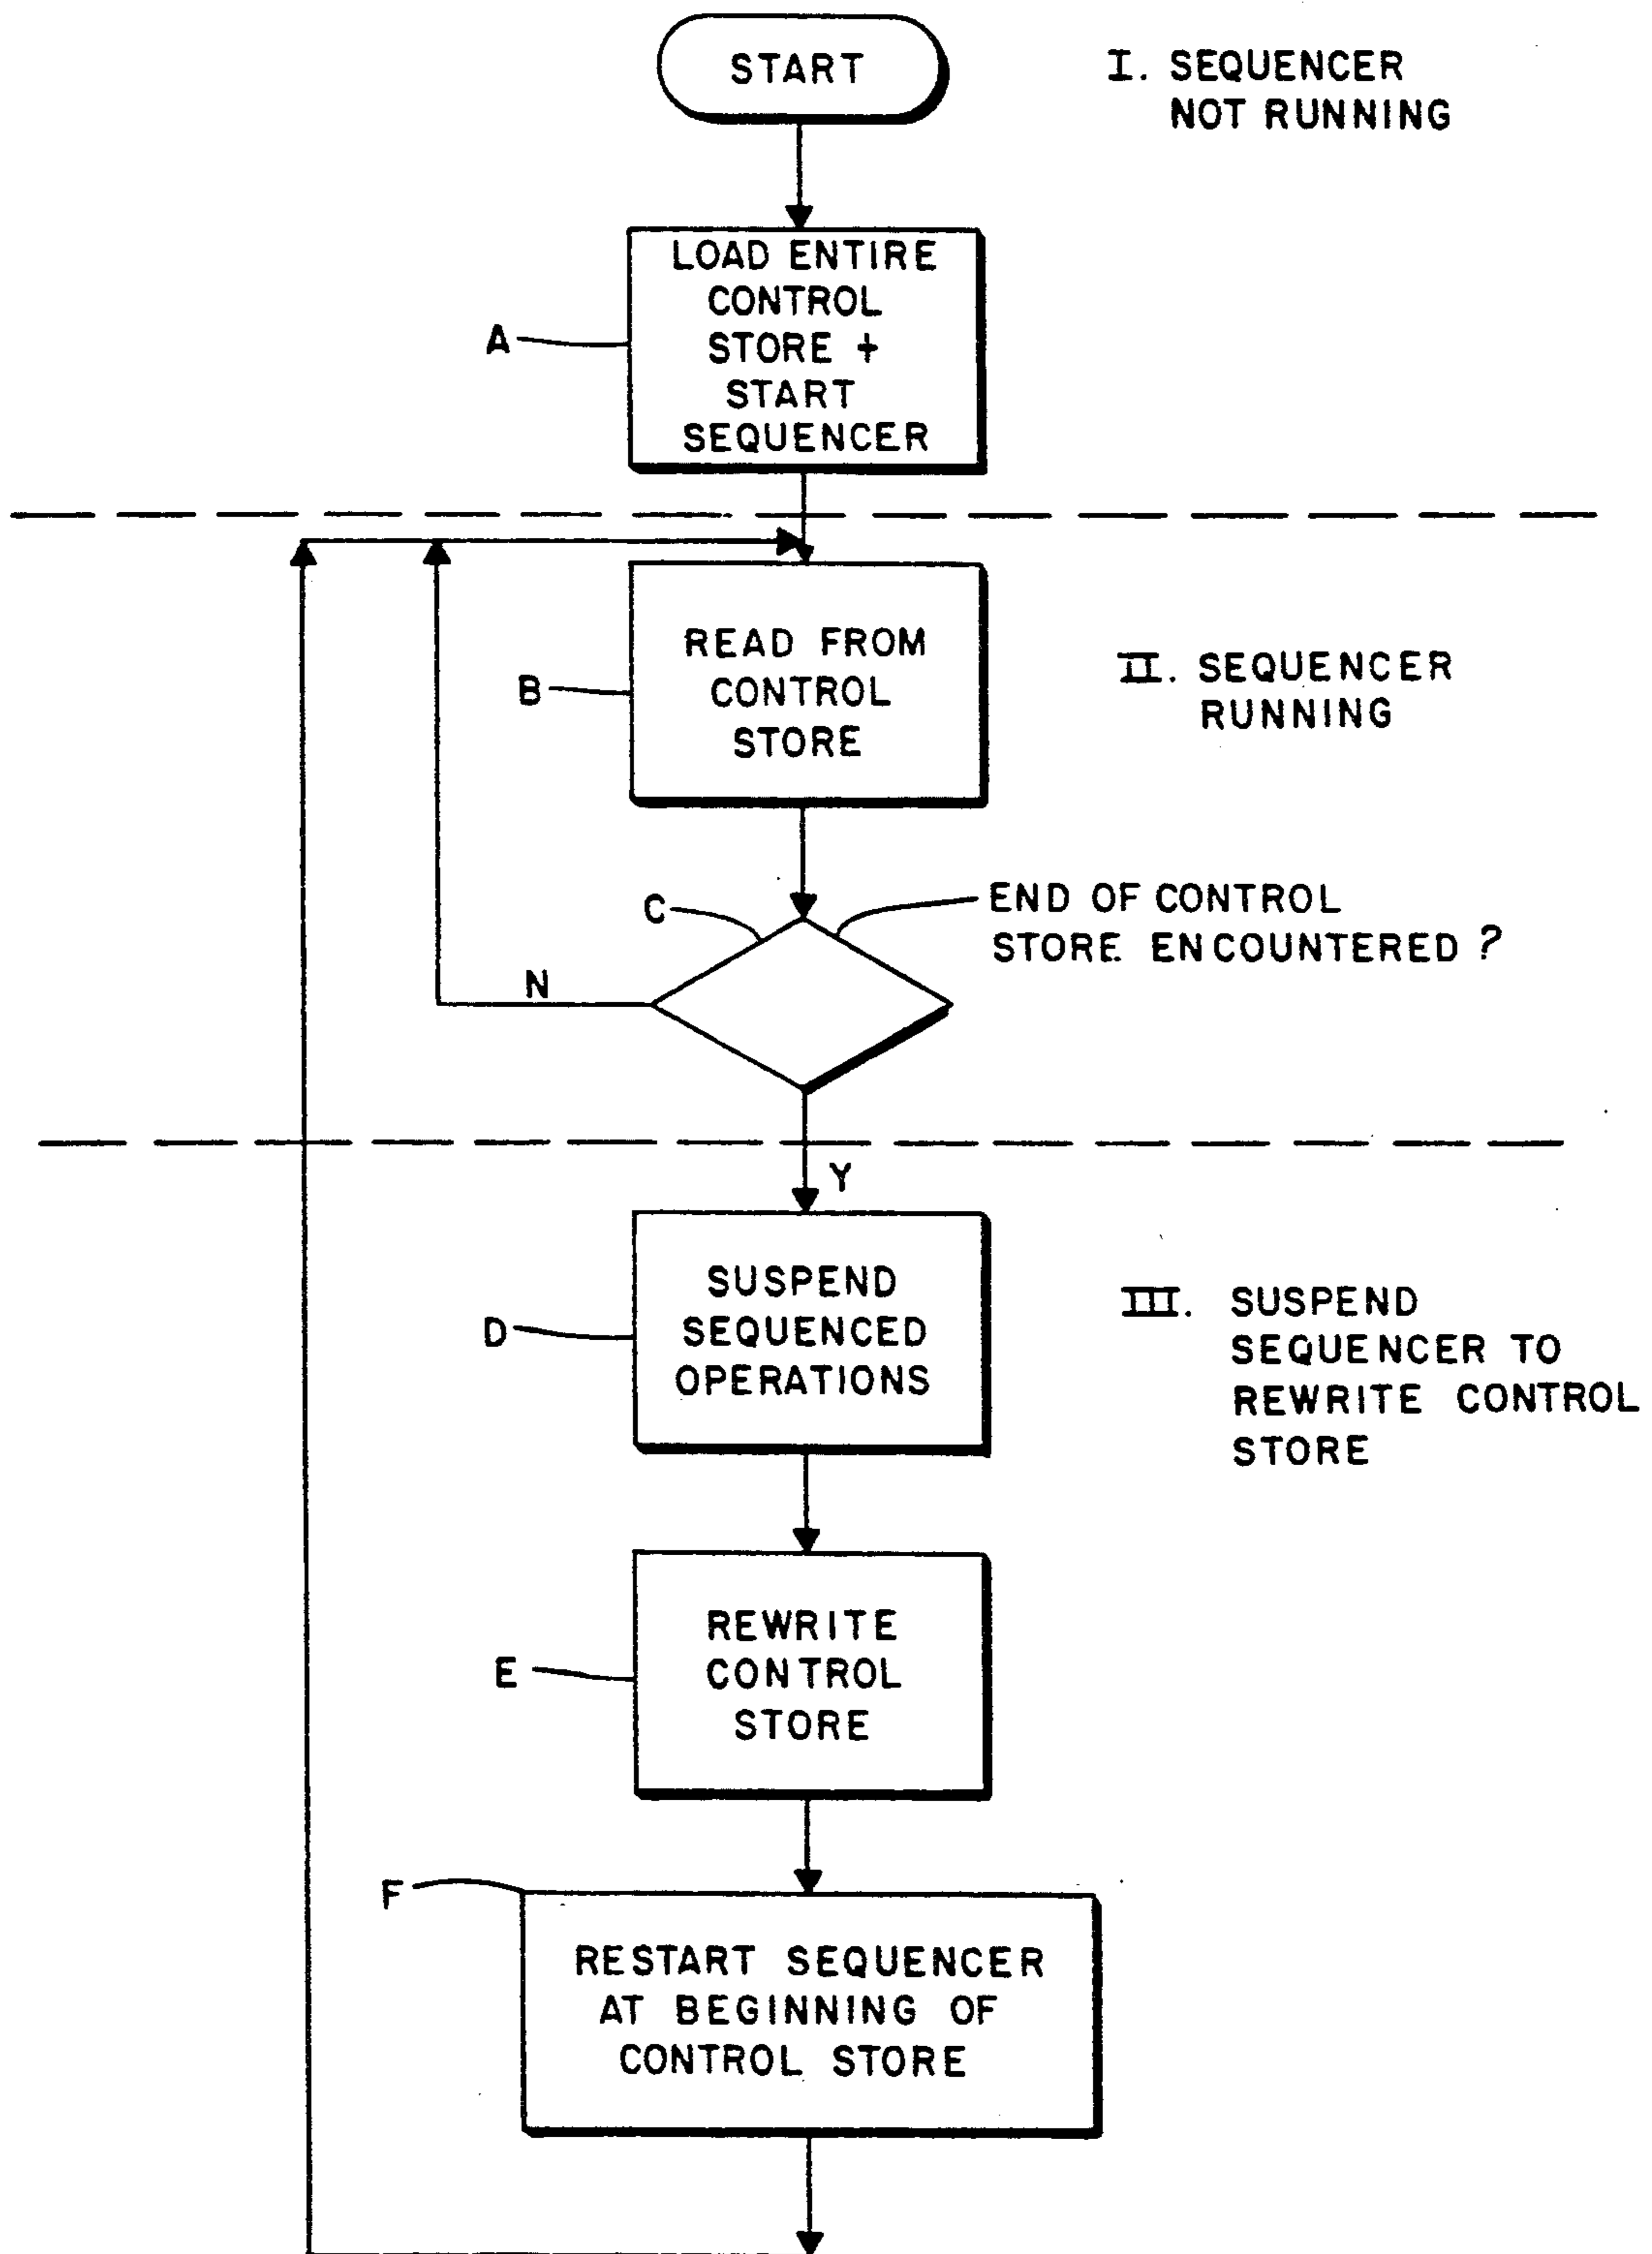 START
I. SEQUENCER
NOT RUNNING
LOAD ENTIRE
CONTROL
STORE +
START
SEQUENCER
A
READ FROM
CONTROL
STORE
B
II. SEQUENCER
RUNNING
C
END OF CONTROL
STORE ENCOUNTERED ?
N
Y
SUSPEND
SEQUENCED
OPERATIONS
D
III. SUSPEND
SEQUENCER TO
REWRITE CONTROL
STORE
REWRITE
CONTROL
STORE
E
F
RESTART SEQUENCER
AT BEGINNING OF
CONTROL STORE